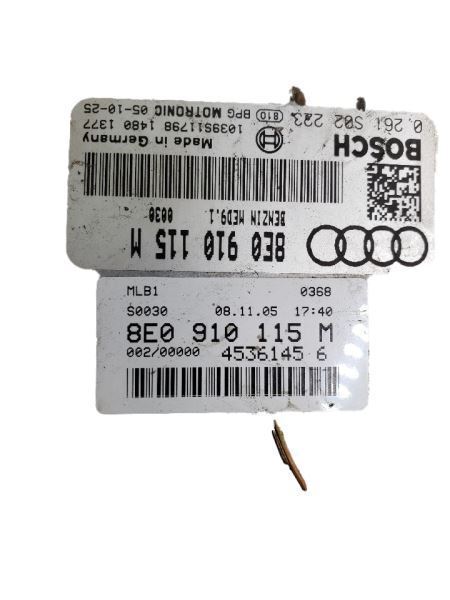 BOSCH
0 261 S02 223
Made in Germany
1039S11798 1480 1377
810 BPG MOTRONIC 05-10-25
8E0 910 115 M
BENZIN MED9.1
0030
MLB1 0368
S0030 08.11.05 17:40
8E0 910 115 M
002/00000 4536145 6